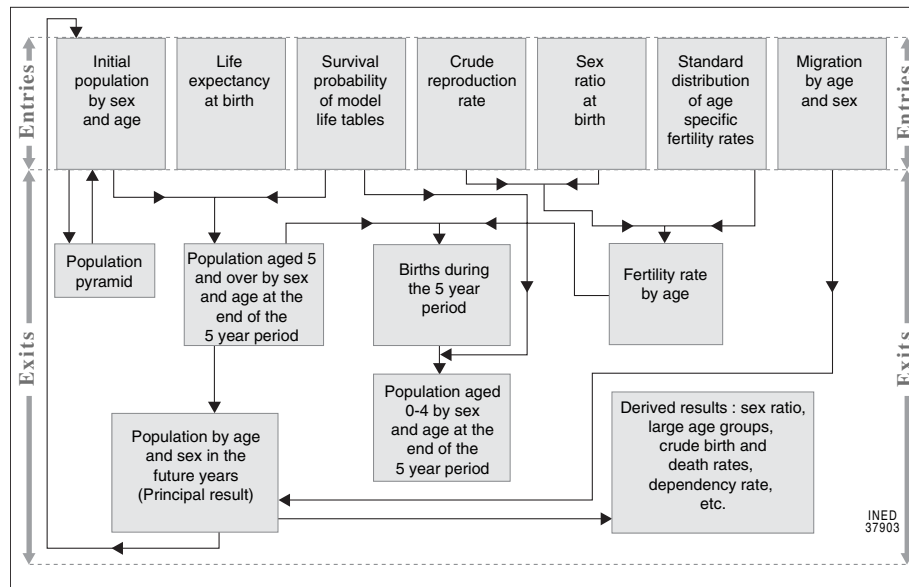 Entries
Initial
population
by sex
and age
Life
expectancy
at birth
Survival
probability
of model
life tables
Crude
reproduction
rate
Sex
ratio
at
birth
Standard
distribution
of age
specific
fertility rates
Migration
by age
and sex
Entries
Exits
Population
pyramid
Population aged 5
and over by sex
and age at the
end of the
5 year period
Births during
the 5 year
period
Fertility rate
by age
Population aged
0-4 by sex
and age at the
end of the
5 year period
Population by age
and sex in the
future years
(Principal result)
Derived results : sex ratio,
large age groups,
crude birth and
death rates,
dependency rate,
etc.
Exits
INED
37903